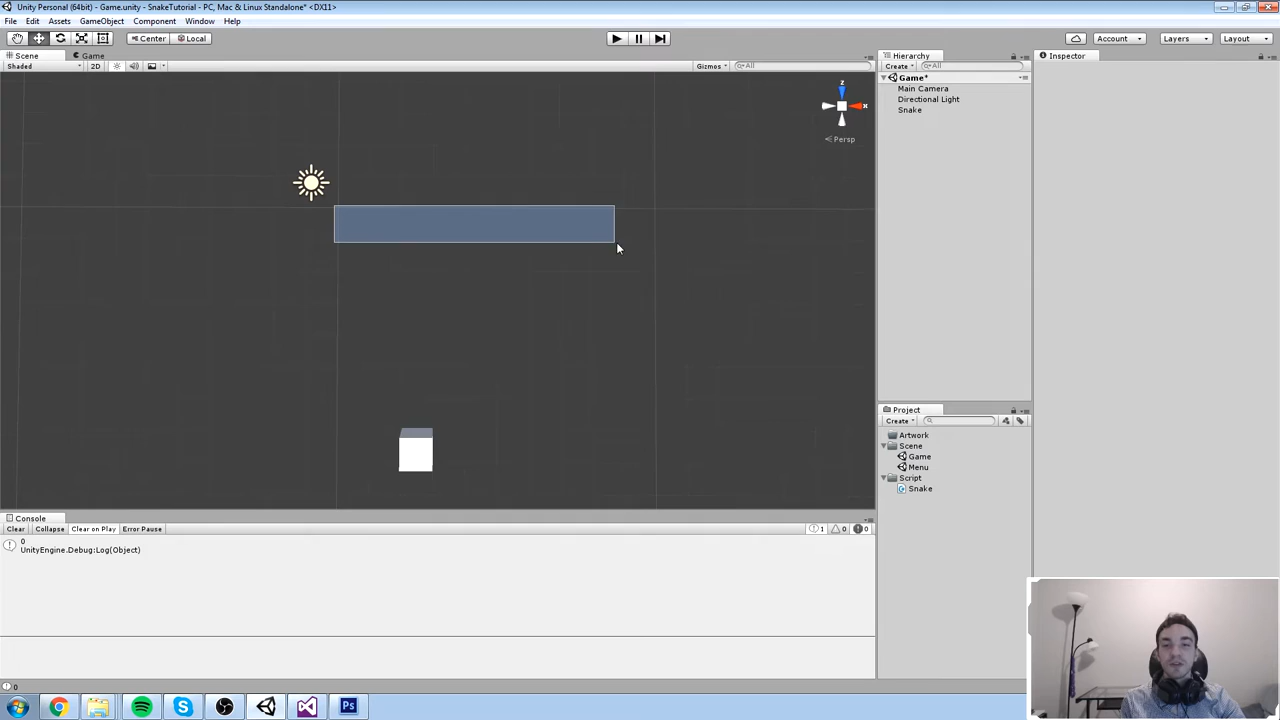 Unity Personal (64bit) - Game.unity - SnakeTutorial - PC, Mac & Linux Standalone* <DX11>
File Edit Assets GameObject Component Window Help
Center Local Account Layers Layout
Scene Game Hierarchy Inspector
Shaded 2D Gizmos All Create All
Game*
Main Camera
Directional Light
Snake
z
x
Persp
Project
Create
Artwork
Scene
Game
Menu
Script
Snake
Console
Clear Collapse Clear on Play Error Pause 1 0 0
0
UnityEngine.Debug:Log(Object)
0
Ps